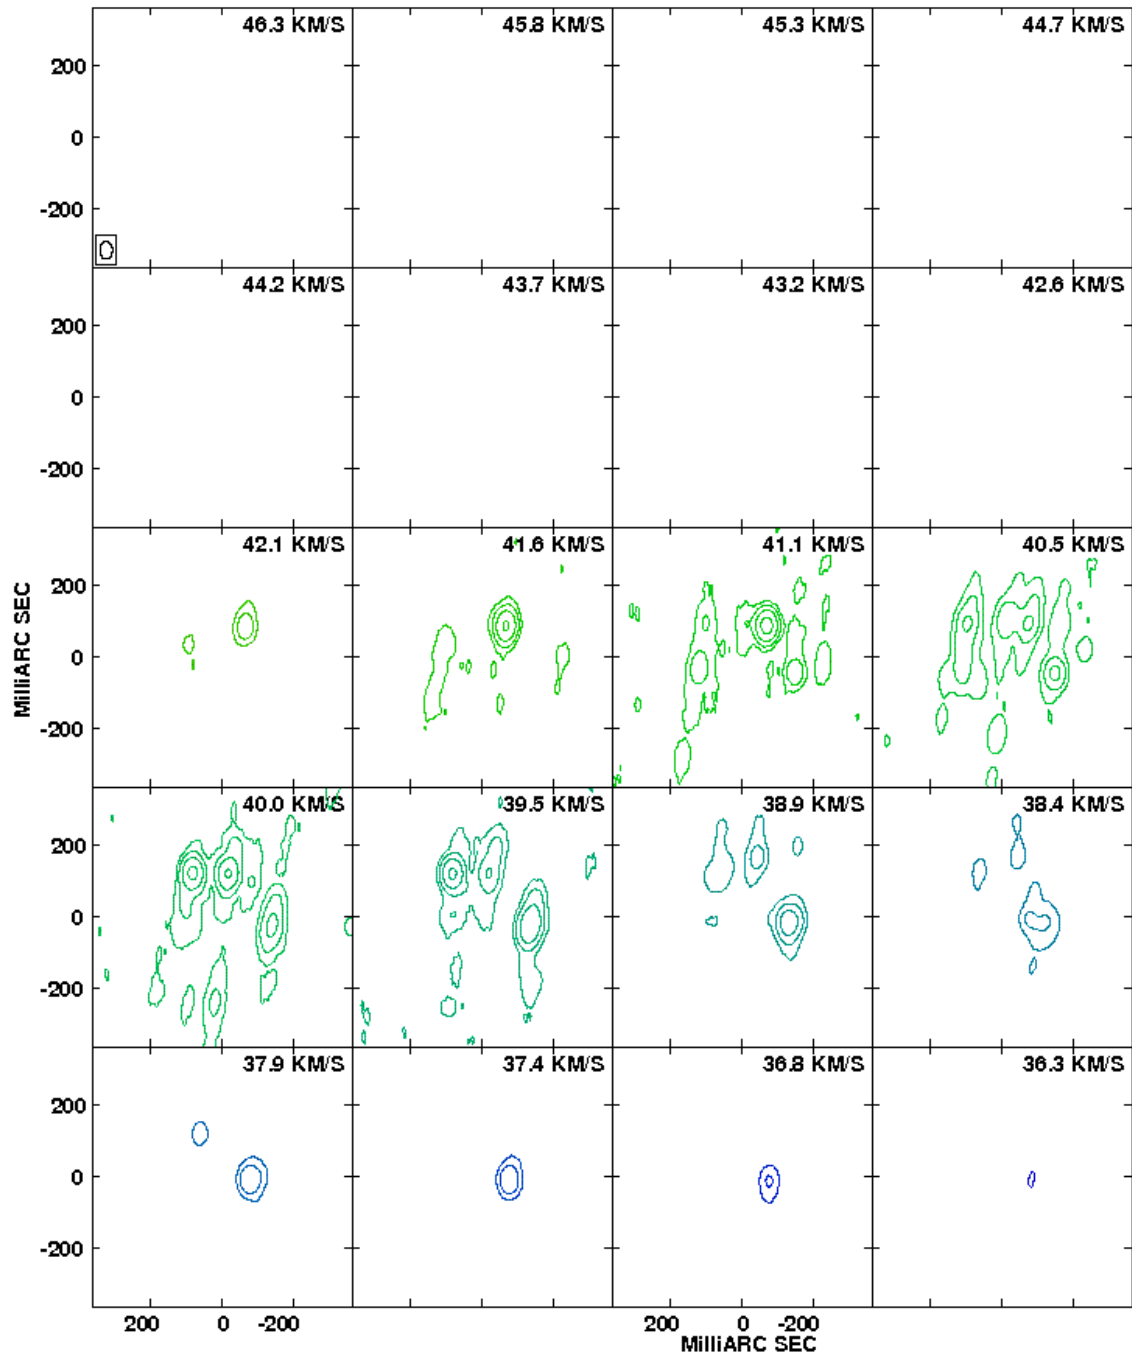 46.3 KM/S 45.8 KM/S 45.3 KM/S 44.7 KM/S
200
0
-200
44.2 KM/S 43.7 KM/S 43.2 KM/S 42.6 KM/S
200
0
-200
42.1 KM/S 41.6 KM/S 41.1 KM/S 40.5 KM/S
200
0
-200
MilliARC SEC
40.0 KM/S 39.5 KM/S 38.9 KM/S 38.4 KM/S
200
0
-200
37.9 KM/S 37.4 KM/S 36.8 KM/S 36.3 KM/S
200
0
-200
200 0 -200 200 0 -200
MilliARC SEC